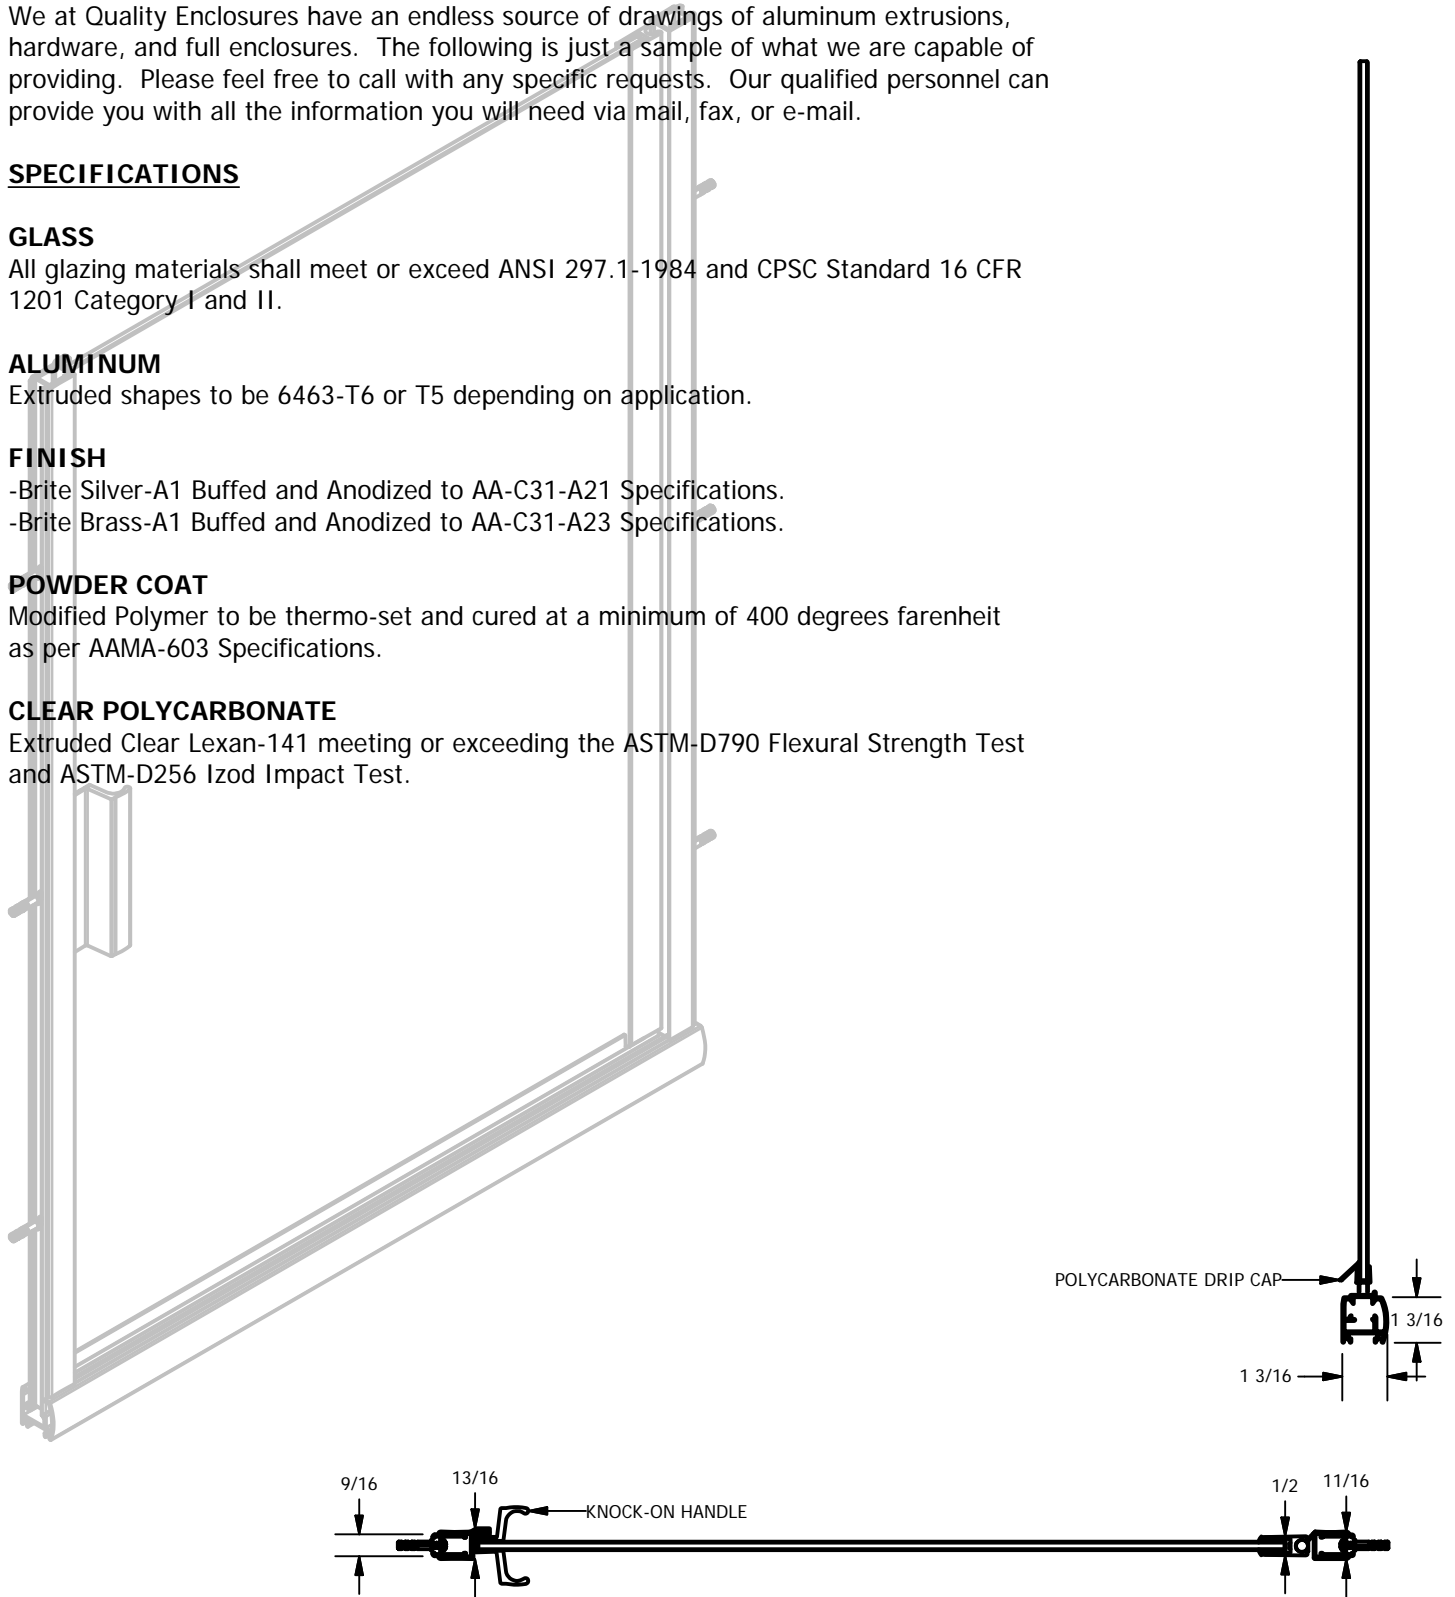 We at Quality Enclosures have an endless source of drawings of aluminum extrusions,
hardware, and full enclosures. The following is just a sample of what we are capable of
providing. Please feel free to call with any specific requests. Our qualified personnel can
provide you with all the information you will need via mail, fax, or e-mail.
SPECIFICATIONS
GLASS
All glazing materials shall meet or exceed ANSI 297.1-1984 and CPSC Standard 16 CFR
1201 Category I and II.
ALUMINUM
Extruded shapes to be 6463-T6 or T5 depending on application.
FINISH
-Brite Silver-A1 Buffed and Anodized to AA-C31-A21 Specifications.
-Brite Brass-A1 Buffed and Anodized to AA-C31-A23 Specifications.
POWDER COAT
Modified Polymer to be thermo-set and cured at a minimum of 400 degrees farenheit
as per AAMA-603 Specifications.
CLEAR POLYCARBONATE
Extruded Clear Lexan-141 meeting or exceeding the ASTM-D790 Flexural Strength Test
and ASTM-D256 Izod Impact Test.
POLYCARBONATE DRIP CAP
1 3/16
1 3/16
9/16
13/16
KNOCK-ON HANDLE
1/2
11/16